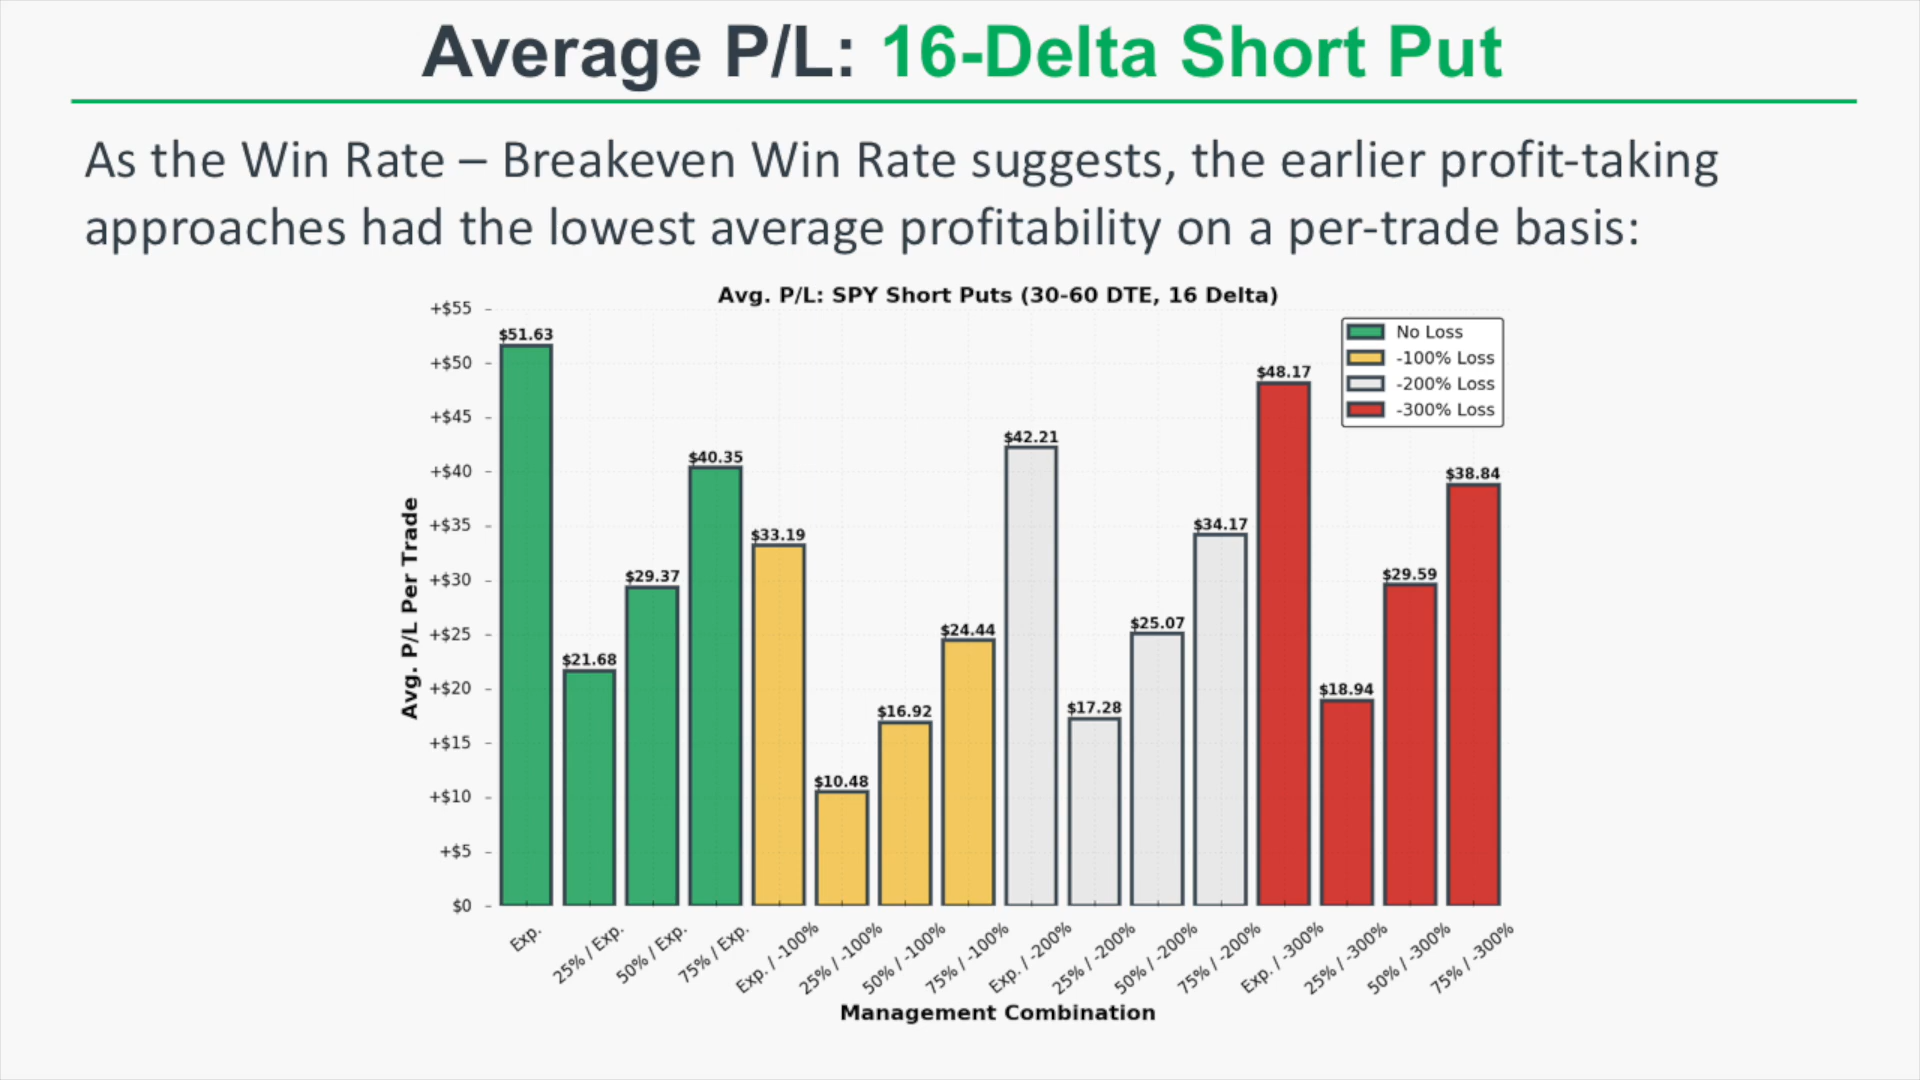 Average P/L: 16-Delta Short Put
As the Win Rate – Breakeven Win Rate suggests, the earlier profit-taking
approaches had the lowest average profitability on a per-trade basis:
Avg. P/L: SPY Short Puts (30-60 DTE, 16 Delta)
+$55
+$50
+$45
+$40
+$35
+$30
+$25
+$20
+$15
+$10
+$5
$0
Avg. P/L Per Trade
$51.63
$21.68
$29.37
$40.35
$33.19
$10.48
$16.92
$24.44
$42.21
$17.28
$25.07
$34.17
$48.17
$18.94
$29.59
$38.84
No Loss
-100% Loss
-200% Loss
-300% Loss
Exp.
25% / Exp.
50% / Exp.
75% / Exp.
Exp. / -100%
25% / -100%
50% / -100%
75% / -100%
Exp. / -200%
25% / -200%
50% / -200%
75% / -200%
Exp. / -300%
25% / -300%
50% / -300%
75% / -300%
Management Combination